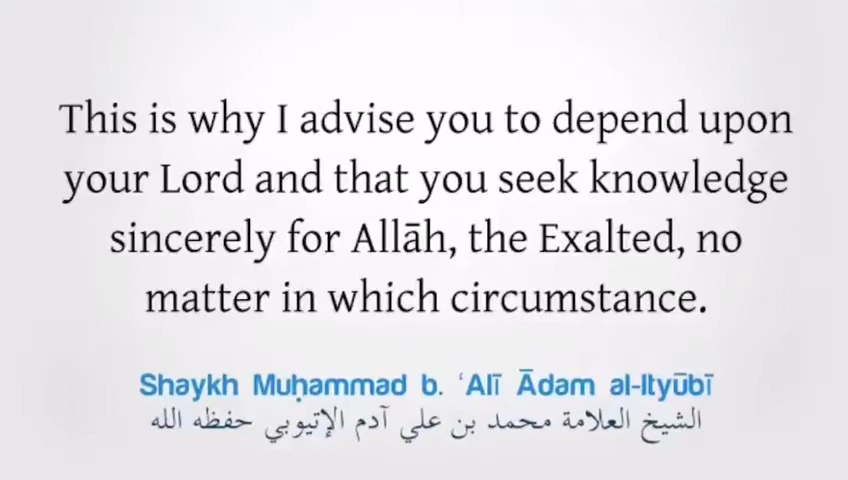 This is why I advise you to depend upon
your Lord and that you seek knowledge
sincerely for Allāh, the Exalted, no
matter in which circumstance.
Shaykh Muḥammad b. ʿAlī Ādam al-Ityūbī
الشيخ العلامة محمد بن علي آدم الإتيوبي حفظه الله